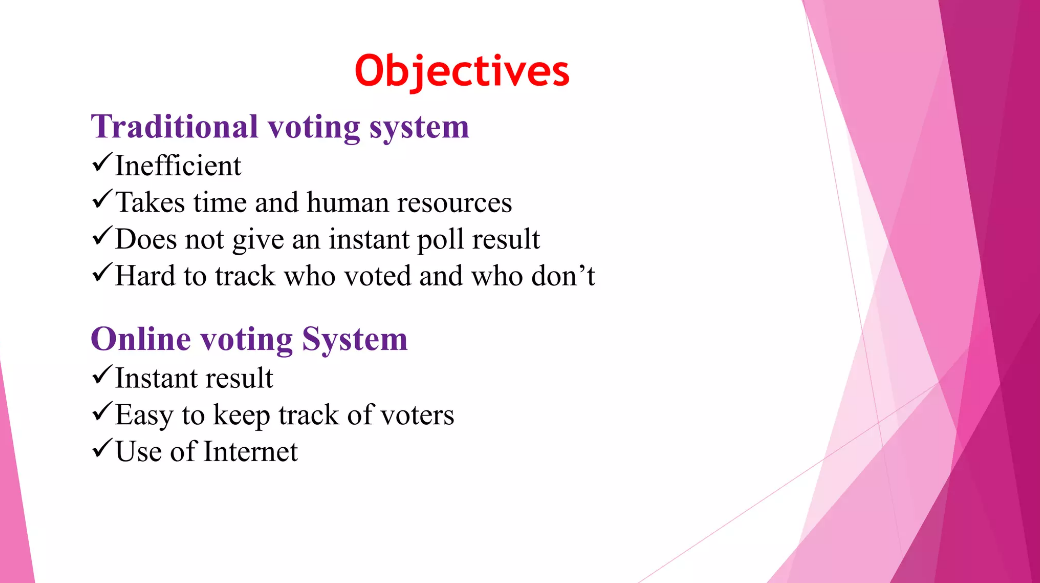 Objectives
Traditional voting system
✓Inefficient
✓Takes time and human resources
✓Does not give an instant poll result
✓Hard to track who voted and who don’t
Online voting System
✓Instant result
✓Easy to keep track of voters
✓Use of Internet